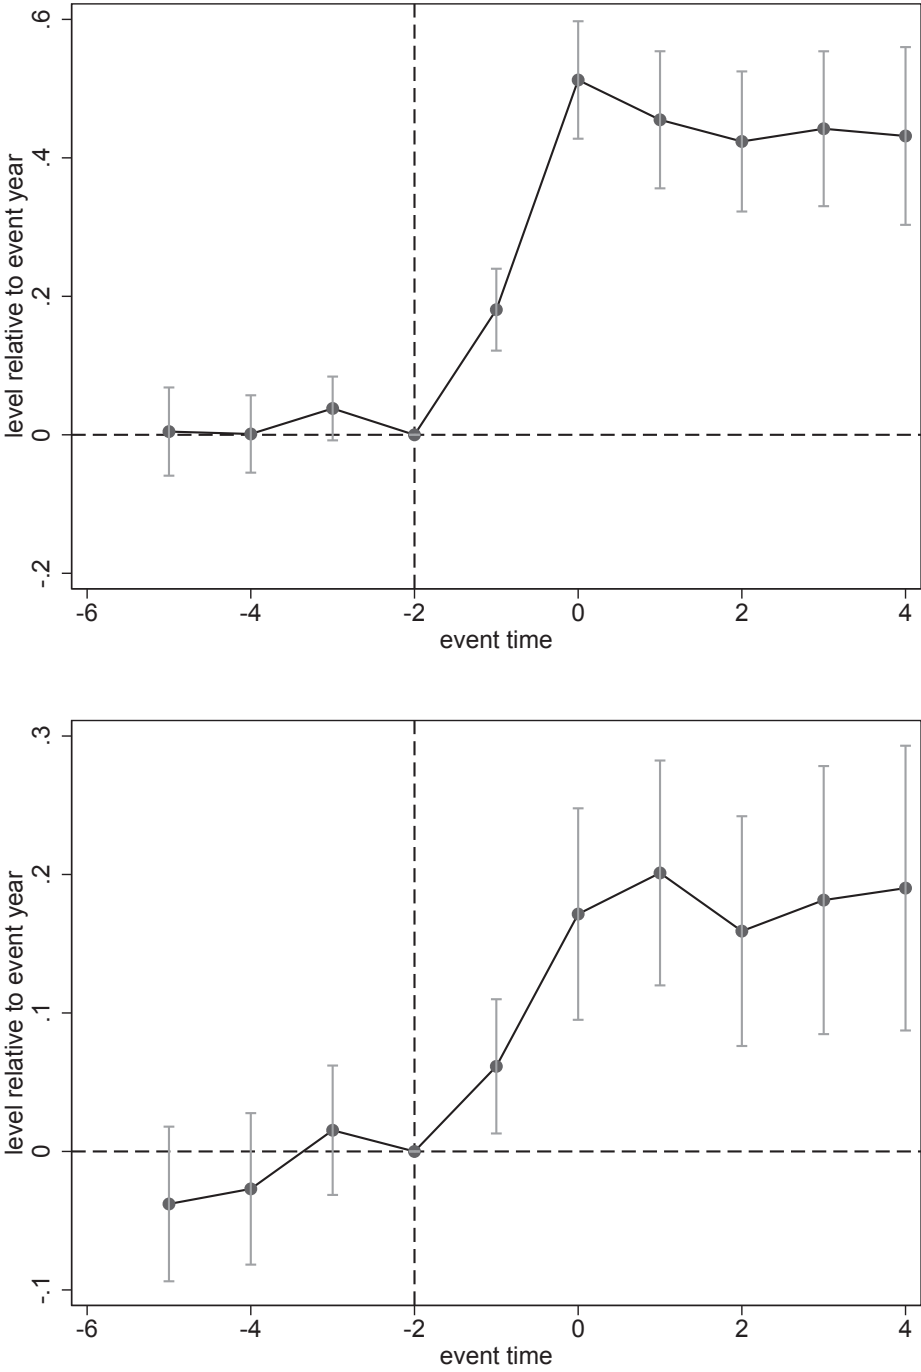 level relative to event year
.6
.4
.2
0
-.2
-6 -4 -2 0 2 4
event time
level relative to event year
.3
.2
.1
0
-.1
-6 -4 -2 0 2 4
event time